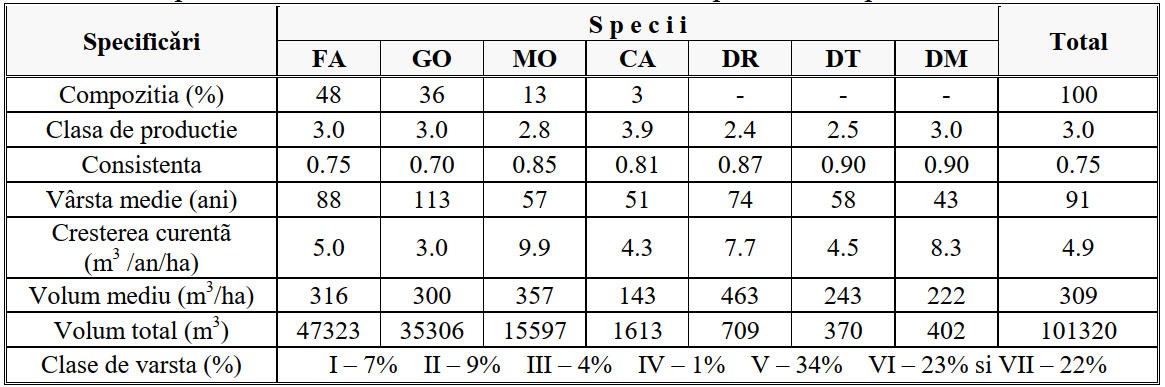 Specificări S p e c i i Total
FA GO MO CA DR DT DM
Compozitia (%) 48 36 13 3 - - - 100
Clasa de productie 3.0 3.0 2.8 3.9 2.4 2.5 3.0 3.0
Consistenta 0.75 0.70 0.85 0.81 0.87 0.90 0.90 0.75
Vârsta medie (ani) 88 113 57 51 74 58 43 91
Cresterea curentã
(m³ /an/ha) 5.0 3.0 9.9 4.3 7.7 4.5 8.3 4.9
Volum mediu (m³/ha) 316 300 357 143 463 243 222 309
Volum total (m³) 47323 35306 15597 1613 709 370 402 101320
Clase de varsta (%) I – 7% II – 9% III – 4% IV – 1% V – 34% VI – 23% si VII – 22%